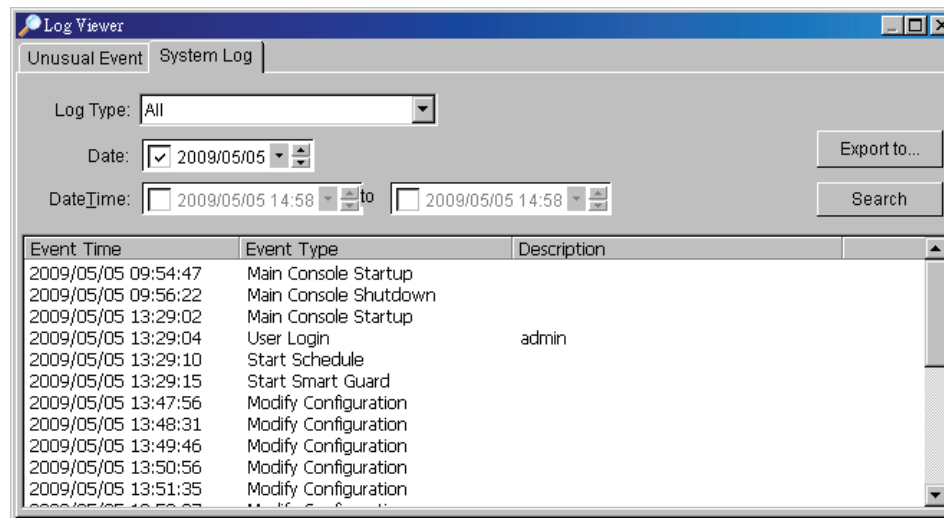 Log Viewer
Unusual Event System Log
Log Type: All
Date: 2009/05/05
Export to...
DateTime: 2009/05/05 14:58 to 2009/05/05 14:58
Search
Event Time Event Type Description
2009/05/05 09:54:47 Main Console Startup
2009/05/05 09:56:22 Main Console Shutdown
2009/05/05 13:29:02 Main Console Startup
2009/05/05 13:29:04 User Login admin
2009/05/05 13:29:10 Start Schedule
2009/05/05 13:29:15 Start Smart Guard
2009/05/05 13:47:56 Modify Configuration
2009/05/05 13:48:31 Modify Configuration
2009/05/05 13:49:46 Modify Configuration
2009/05/05 13:50:56 Modify Configuration
2009/05/05 13:51:35 Modify Configuration